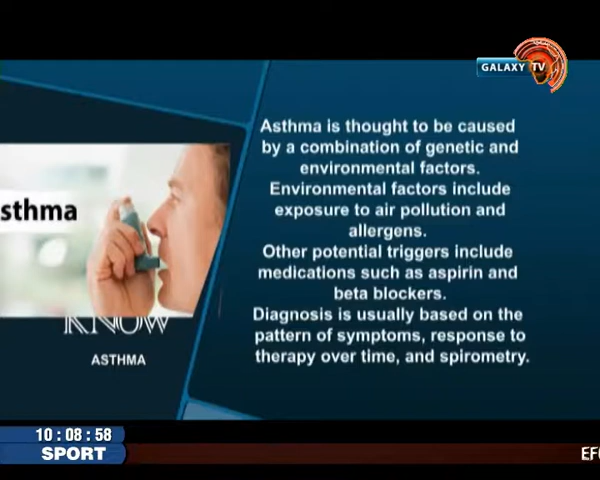 GALAXY TV
Asthma is thought to be caused
by a combination of genetic and
environmental factors.
Environmental factors include
exposure to air pollution and
allergens.
Other potential triggers include
medications such as aspirin and
beta blockers.
Diagnosis is usually based on the
pattern of symptoms, response to
therapy over time, and spirometry.
sthma
KNOW
ASTHMA
10:08:58
SPORT